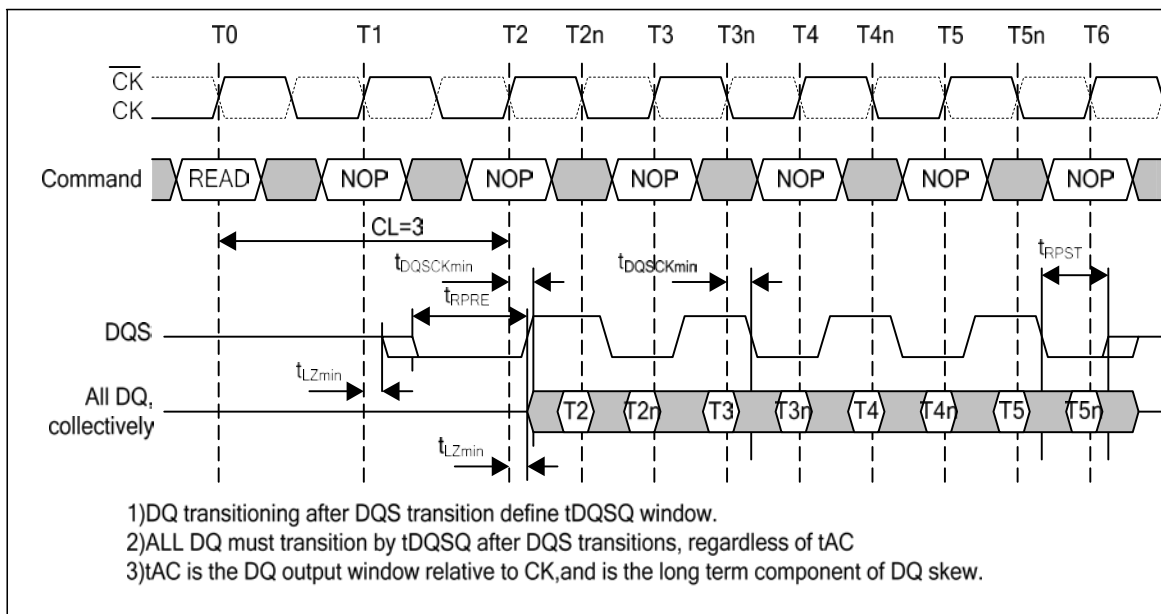 T0 T1 T2 T2n T3 T3n T4 T4n T5 T5n T6
CK
CK
Command READ NOP NOP NOP NOP NOP NOP
CL=3
tDQSCKmin tDQSCKmin tRPST
tRPRE
DQS
tLZmin
All DQ,
collectively
T2 T2n T3 T3n T4 T4n T5 T5n
tLZmin
1)DQ transitioning after DQS transition define tDQSQ window.
2)ALL DQ must transition by tDQSQ after DQS transitions, regardless of tAC
3)tAC is the DQ output window relative to CK,and is the long term component of DQ skew.